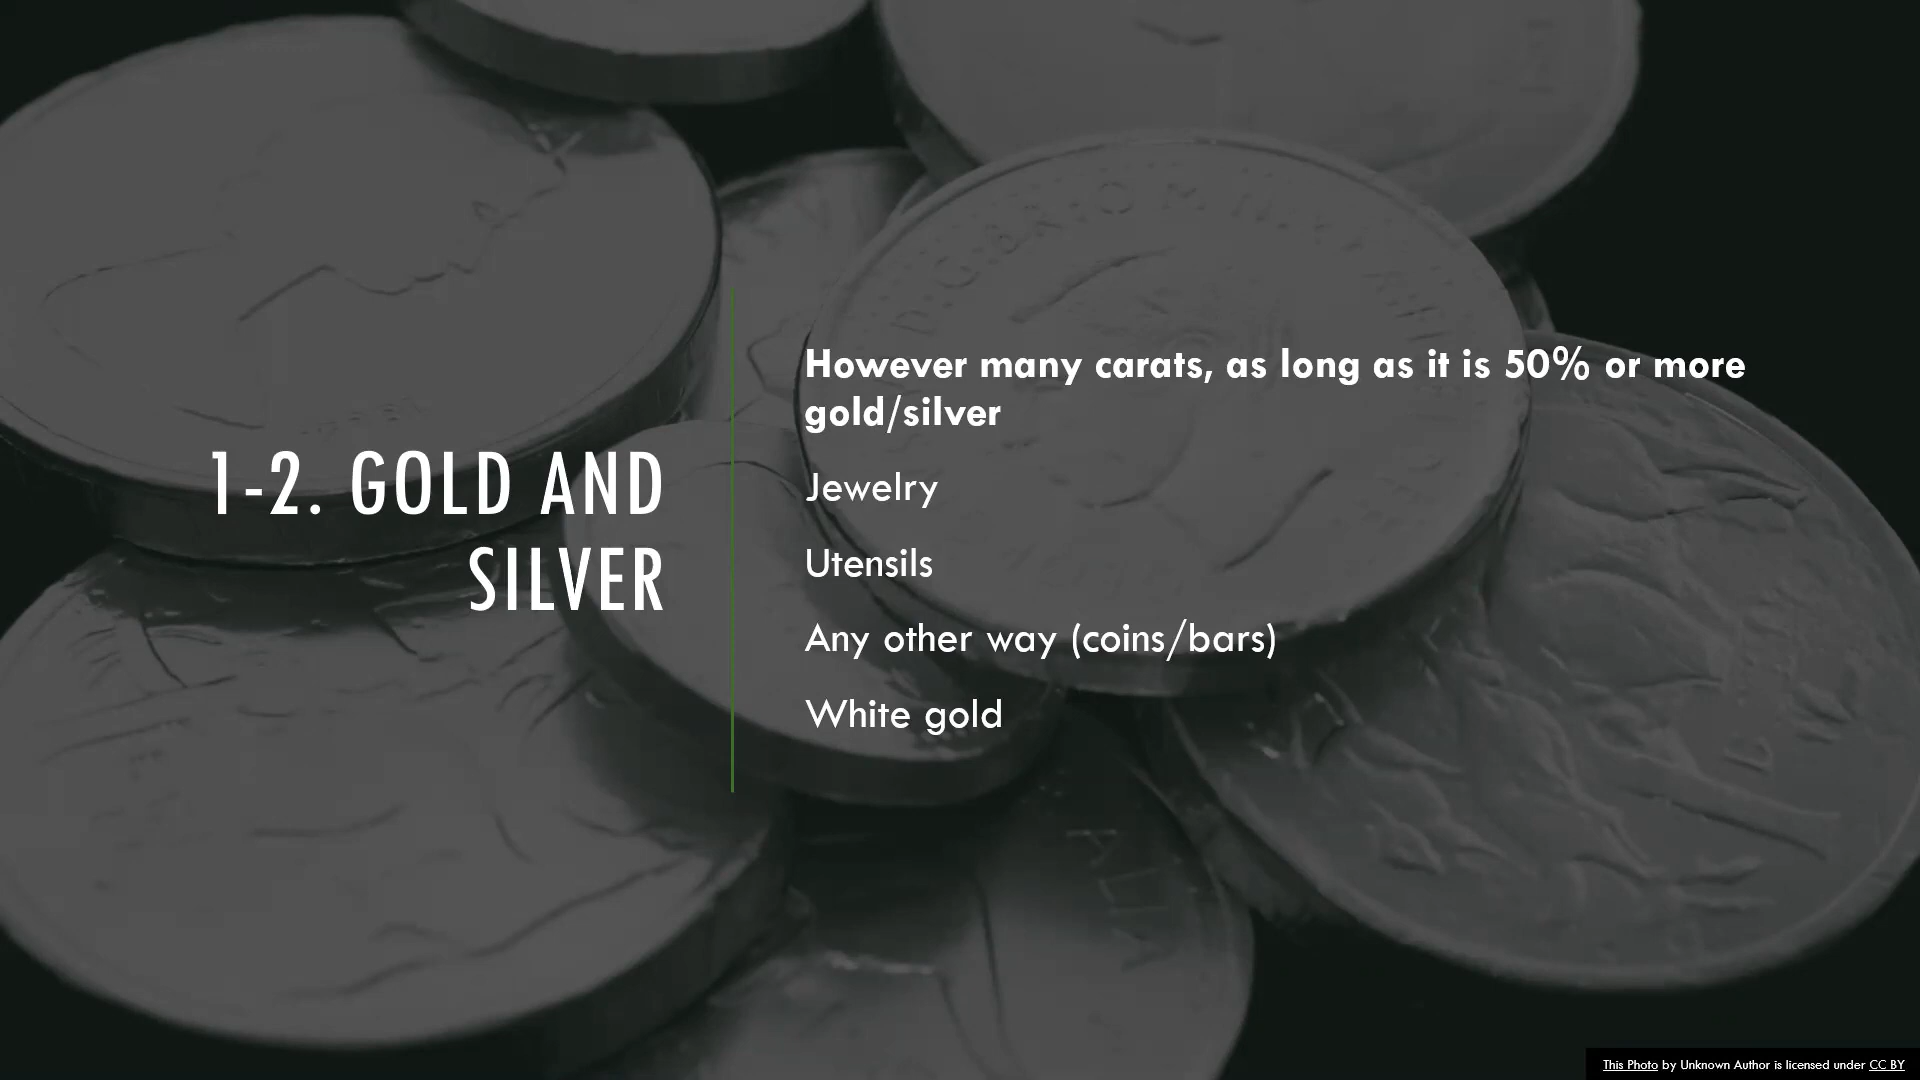 1-2. GOLD AND
SILVER
However many carats, as long as it is 50% or more
gold/silver
Jewelry
Utensils
Any other way (coins/bars)
White gold
This Photo by Unknown Author is licensed under CC BY